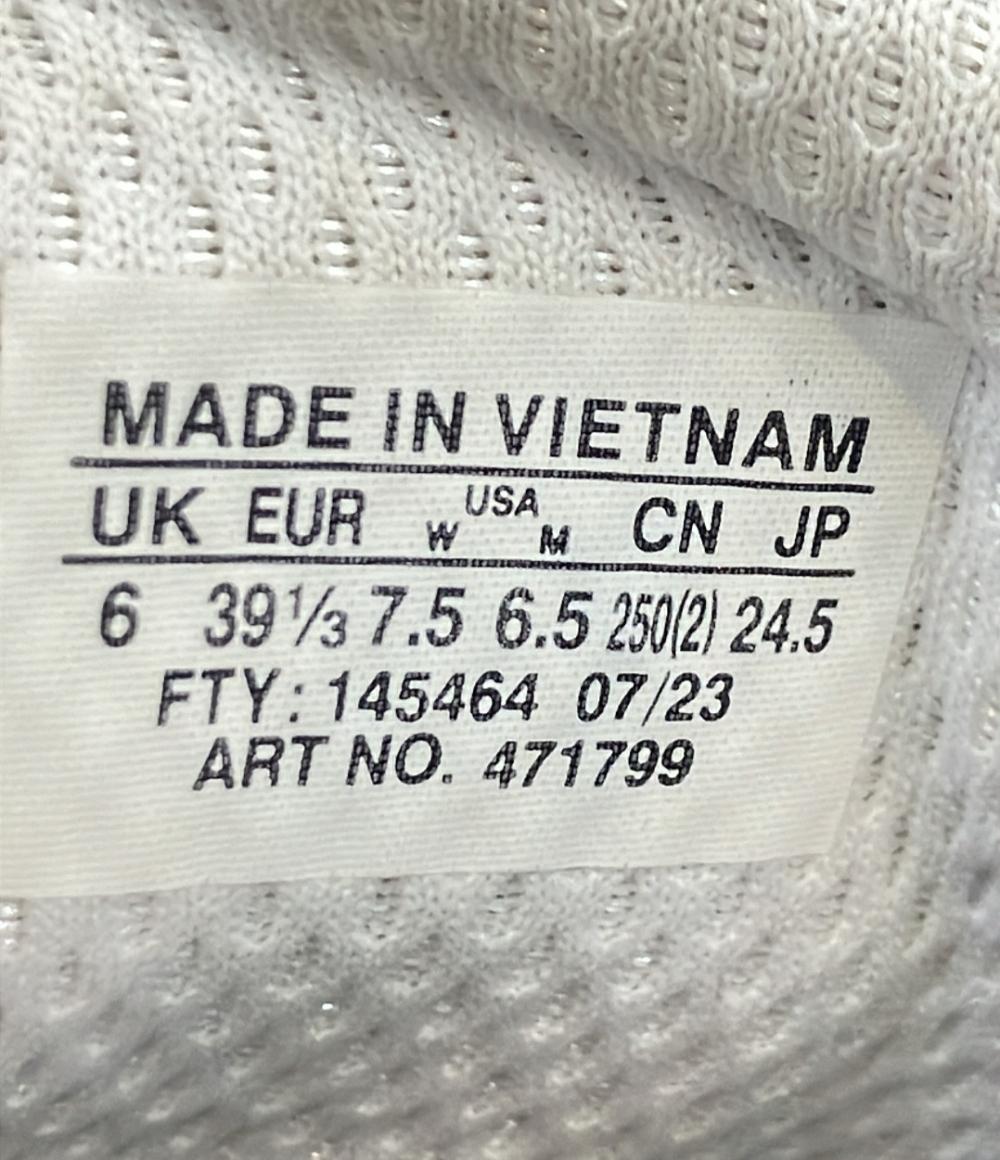 MADE IN VIETNAM
UK EUR W USA M CN JP
6 39⅓ 7.5 6.5 250(2) 24.5
FTY: 145464 07/23
ART NO. 471799